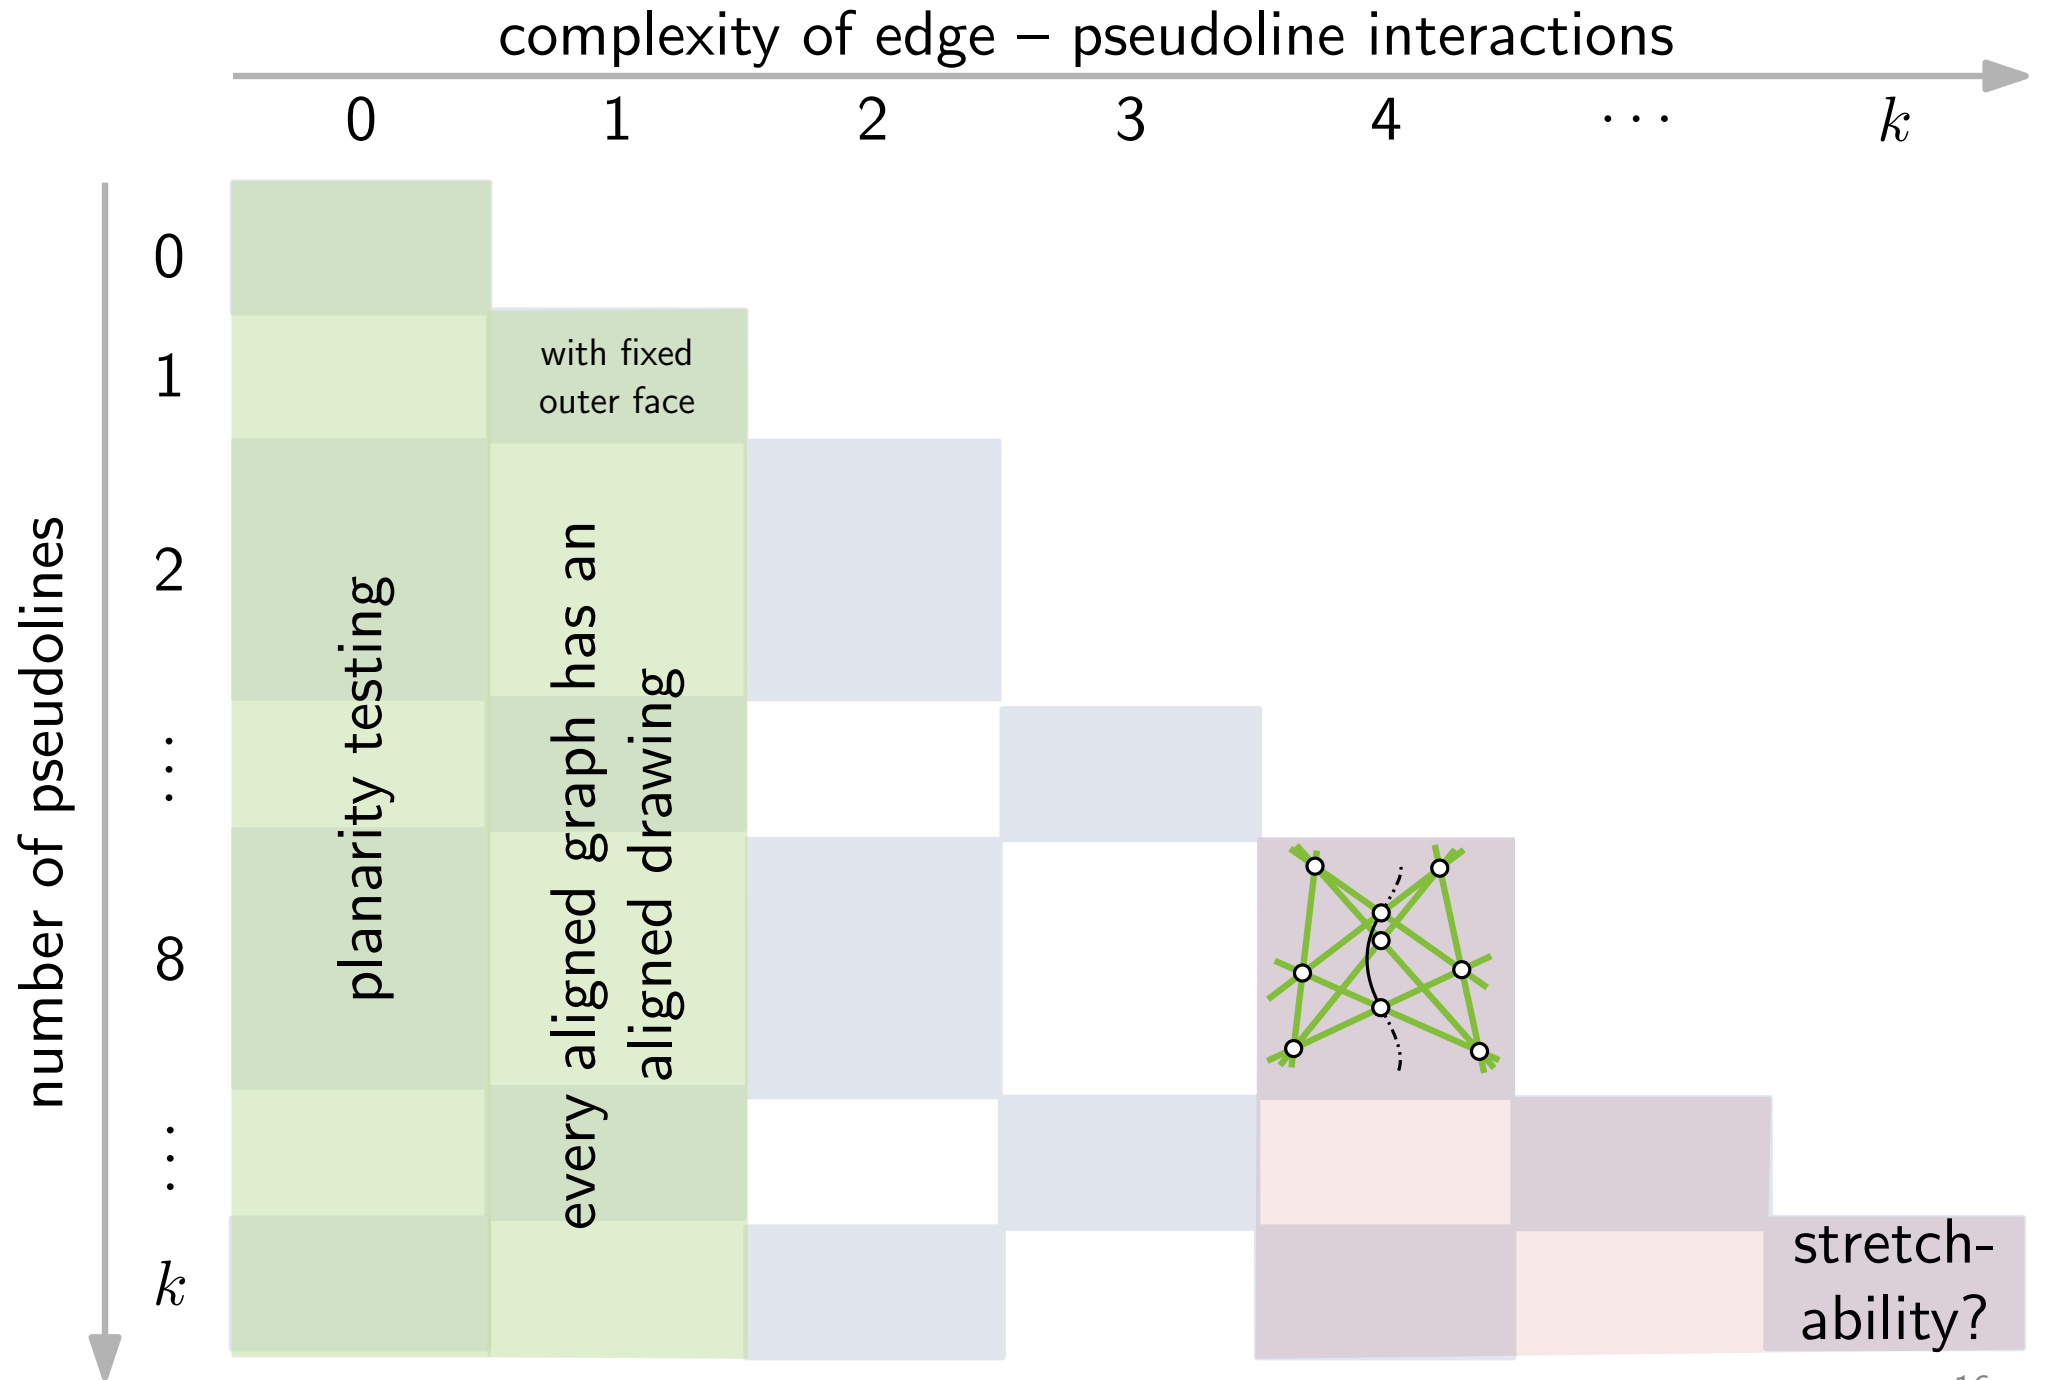 complexity of edge – pseudoline interactions
0 1 2 3 4 ··· k
number of pseudolines
0
1
2
⋮
8
⋮
k
planarity testing
with fixed
outer face
every aligned graph has an
aligned drawing
stretch-
ability?